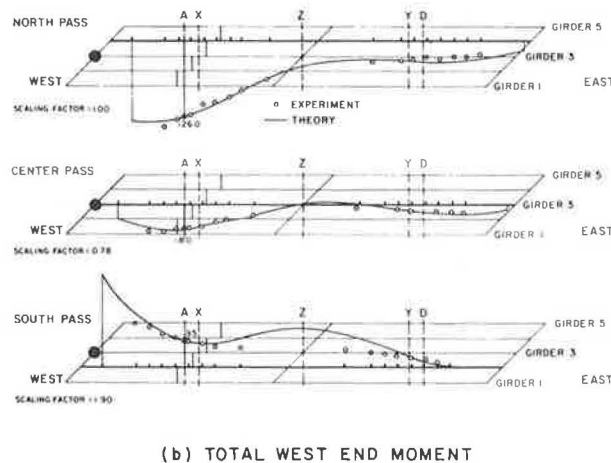 NORTH PASS
A X Z Y D
GIRDER 5
GIRDER 3
WEST
GIRDER 1
EAST
○ EXPERIMENT
— THEORY
SCALING FACTOR = 1.00
-26.0
CENTER PASS
A X Z Y D
GIRDER 5
GIRDER 3
WEST
GIRDER 1
EAST
SCALING FACTOR = 0.78
SOUTH PASS
A X Z Y D
GIRDER 5
GIRDER 3
WEST
GIRDER 1
EAST
SCALING FACTOR = 1.90
(b) TOTAL WEST END MOMENT